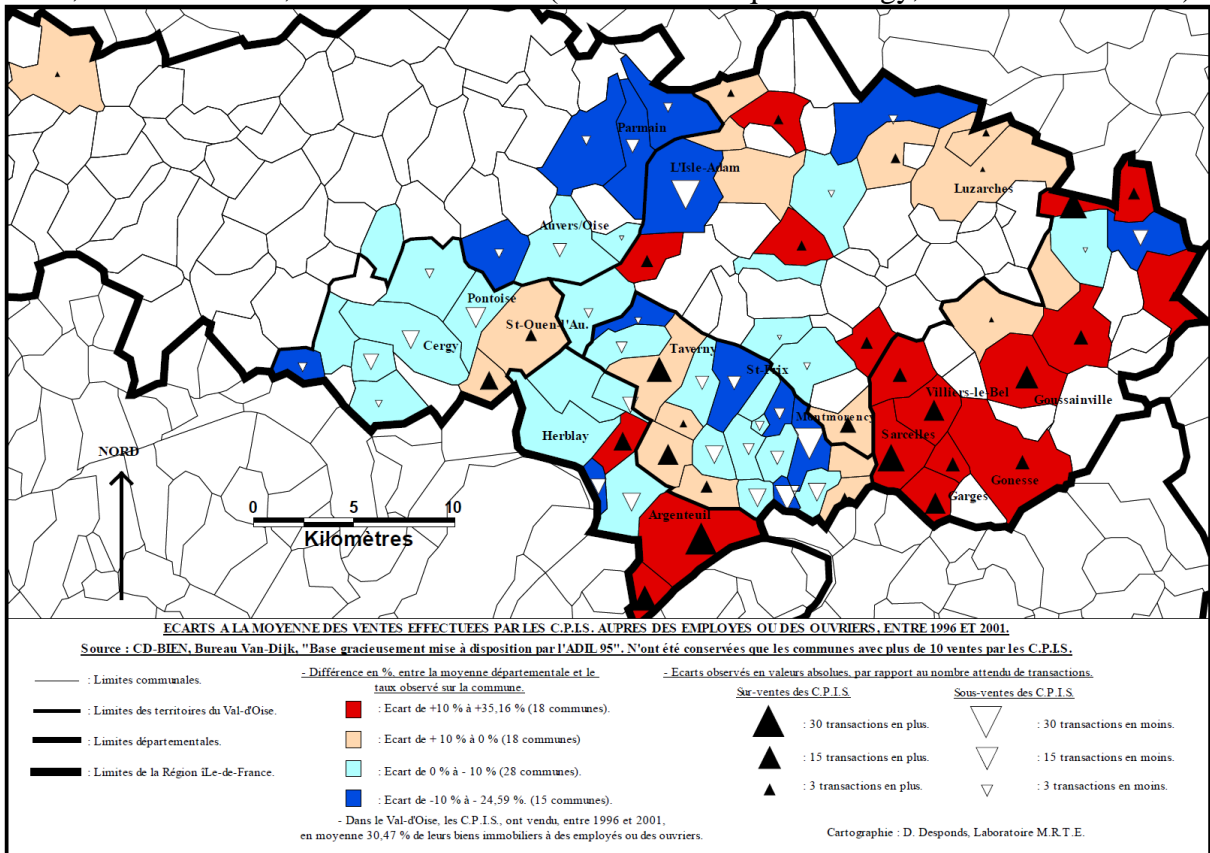 Parmain
L'Isle-Adam
Luzarches
Auvers/Oise
Pontoise
St-Ouen-l'Au.
Cergy
Taverny
St-Prix
Villiers-le-Bel
Goussainville
Montmorency
Herblay
Sarcelles
NORD
Gonesse
Garges
0 5 10
Argenteuil
Kilomètres
ECARTS A LA MOYENNE DES VENTES EFFECTUEES PAR LES C.P.I.S. AUPRES DES EMPLOYES OU DES OUVRIERS, ENTRE 1996 ET 2001.
Source : CD-BIEN, Bureau Van-Dijk, "Base gracieusement mise à disposition par l'ADIL 95". N'ont été conservées que les communes avec plus de 10 ventes par les C.P.I.S.
: Limites communales.
: Limites des territoires du Val-d'Oise.
: Limites départementales.
: Limites de la Région îLe-de-France.
- Différence en %, entre la moyenne départementale et le
taux observé sur la commune.
: Ecart de +10 % à +35,16 % (18 communes).
: Ecart de + 10 % à 0 % (18 communes)
: Ecart de 0 % à - 10 % (28 communes).
: Ecart de -10 % à - 24,59 %. (15 communes).
- Dans le Val-d'Oise, les C.P.I.S., ont vendu, entre 1996 et 2001,
en moyenne 30,47 % de leurs biens immobiliers à des employés ou des ouvriers.
- Ecarts observés en valeurs absolues, par rapport au nombre attendu de transactions.
Sur-ventes des C.P.I.S.
: 30 transactions en plus.
: 15 transactions en plus.
: 3 transactions en plus.
Sous-ventes des C.P.I.S.
: 30 transactions en moins.
: 15 transactions en moins.
: 3 transactions en moins.
Cartographie : D. Desponds, Laboratoire M.R.T.E.